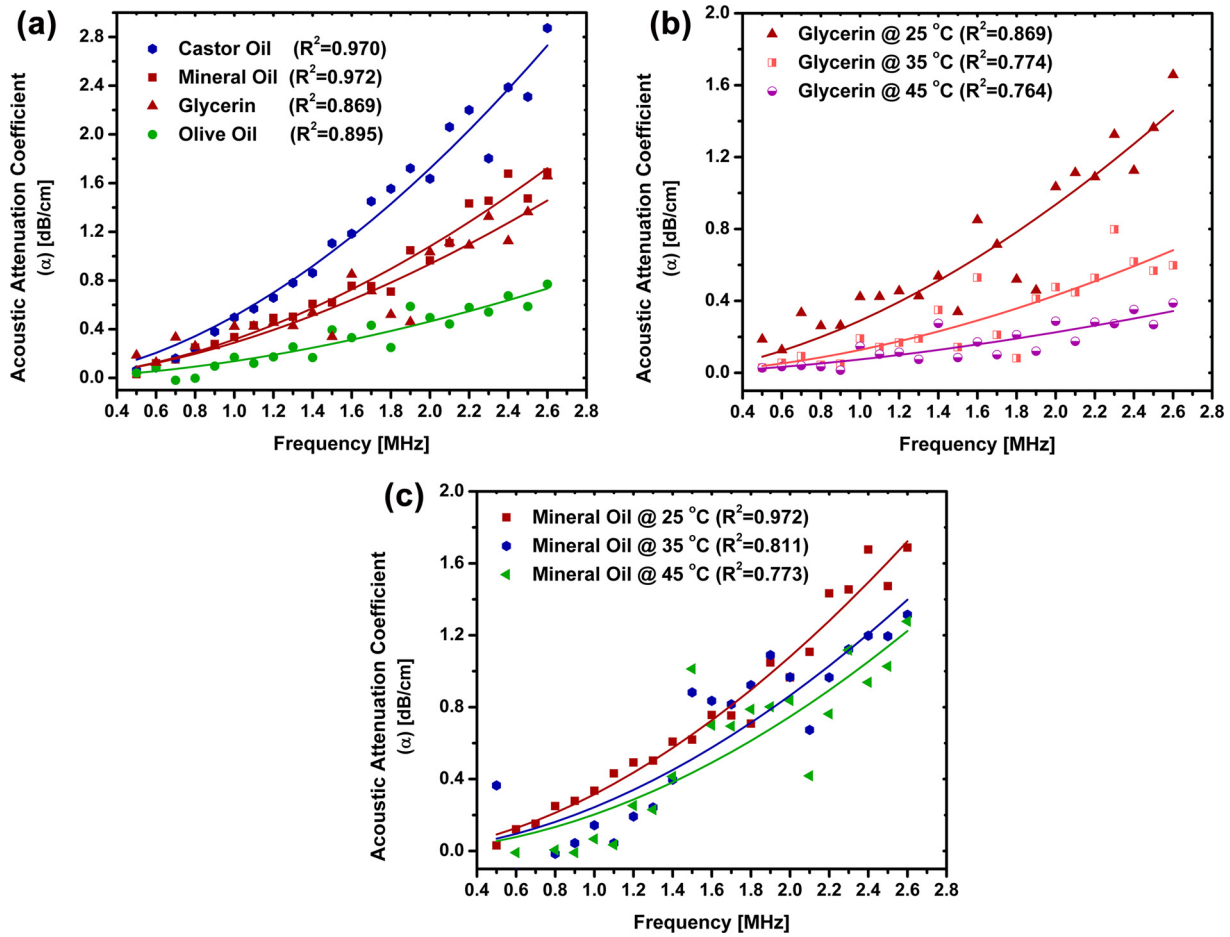 (a)
Castor Oil (R²=0.970)
Mineral Oil (R²=0.972)
Glycerin (R²=0.869)
Olive Oil (R²=0.895)
Acoustic Attenuation Coefficient
(α) [dB/cm]
2.8
2.4
2.0
1.6
1.2
0.8
0.4
0.0
0.4 0.6 0.8 1.0 1.2 1.4 1.6 1.8 2.0 2.2 2.4 2.6 2.8
Frequency [MHz]
(b)
Glycerin @ 25 °C (R²=0.869)
Glycerin @ 35 °C (R²=0.774)
Glycerin @ 45 °C (R²=0.764)
Acoustic Attenuation Coefficient
(α) [dB/cm]
2.0
1.6
1.2
0.8
0.4
0.0
0.4 0.6 0.8 1.0 1.2 1.4 1.6 1.8 2.0 2.2 2.4 2.6 2.8
Frequency [MHz]
(c)
Mineral Oil @ 25 °C (R²=0.972)
Mineral Oil @ 35 °C (R²=0.811)
Mineral Oil @ 45 °C (R²=0.773)
Acoustic Attenuation Coefficient
(α) [dB/cm]
2.0
1.6
1.2
0.8
0.4
0.0
0.4 0.6 0.8 1.0 1.2 1.4 1.6 1.8 2.0 2.2 2.4 2.6 2.8
Frequency [MHz]